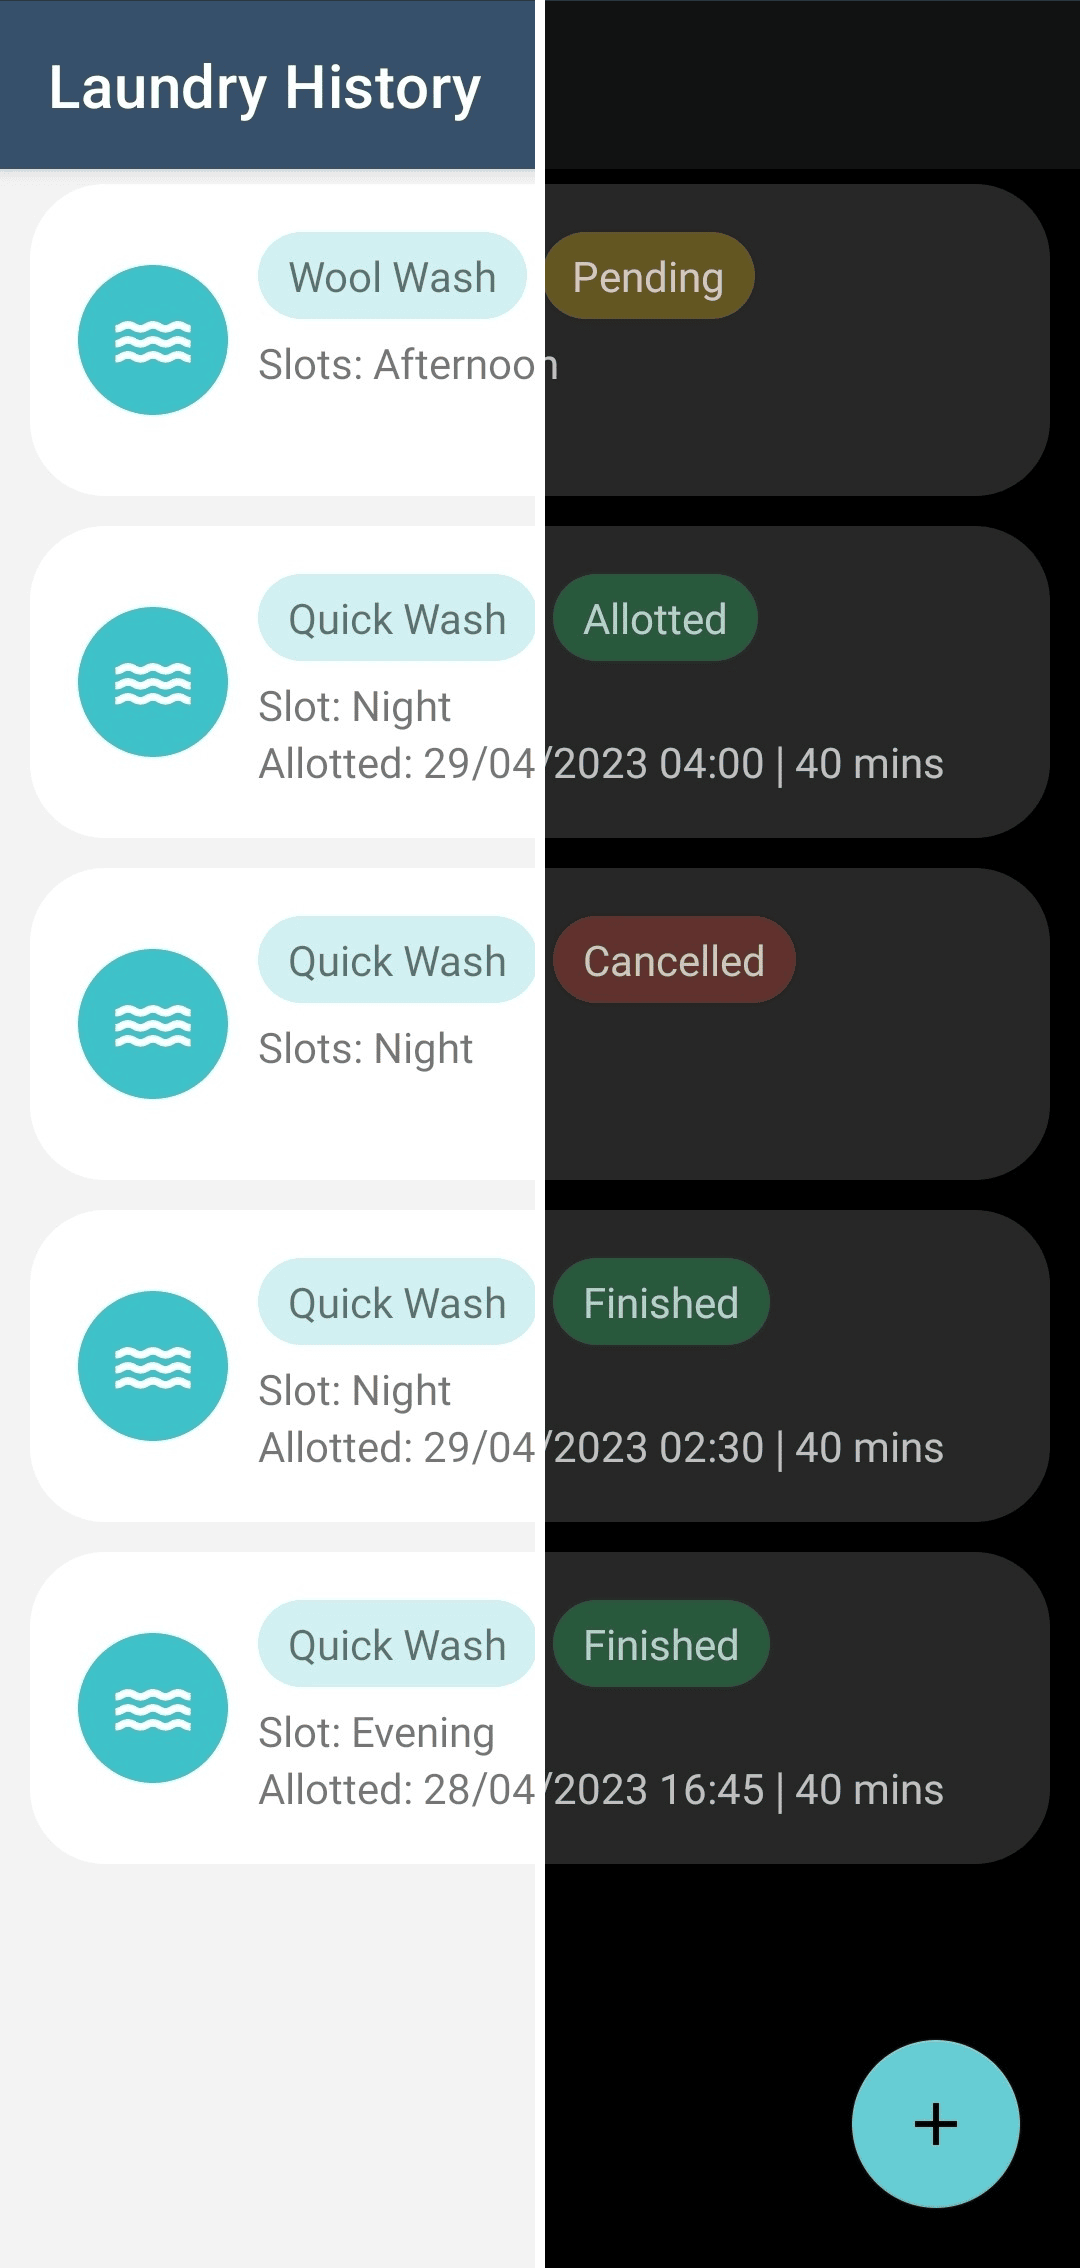 Laundry History
Wool Wash Pending
Slots: Afternoon
Quick Wash Allotted
Slot: Night
Allotted: 29/04/2023 04:00 | 40 mins
Quick Wash Cancelled
Slots: Night
Quick Wash Finished
Slot: Night
Allotted: 29/04/2023 02:30 | 40 mins
Quick Wash Finished
Slot: Evening
Allotted: 28/04/2023 16:45 | 40 mins